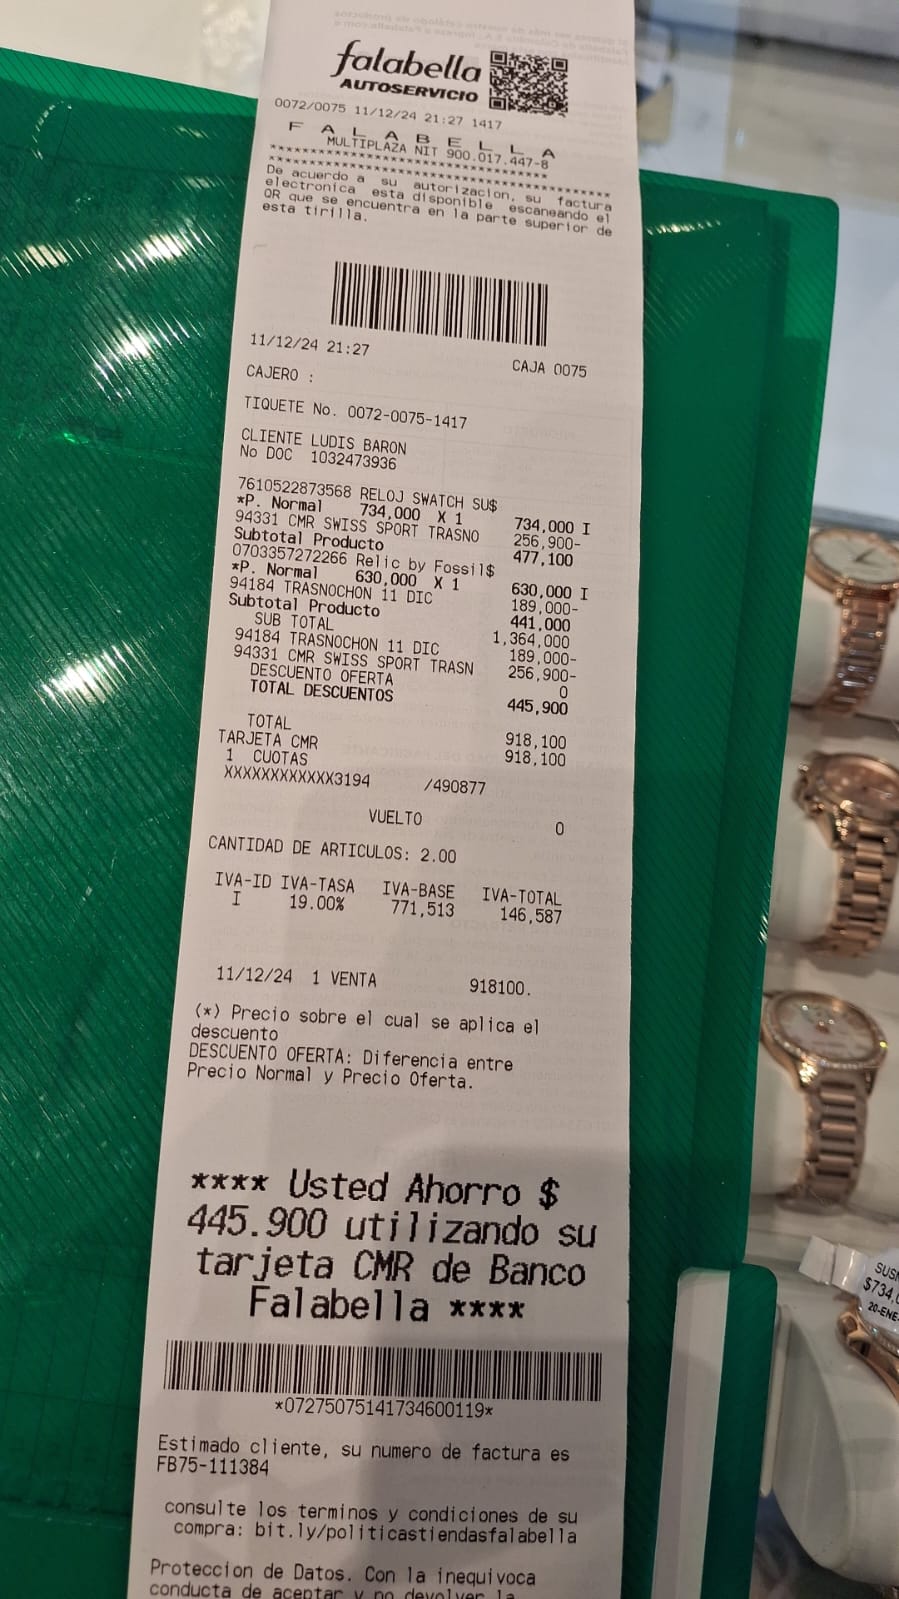 falabella
AUTOSERVICIO
0072/0075 11/12/24 21:27 1417
F A L A B E L L A
MULTIPLAZA NIT 900.017.447-8
De acuerdo a su autorizacion, su factura
electronica esta disponible escaneando el
QR que se encuentra en la parte superior de
esta tirilla.
11/12/24 21:27 CAJA 0075
CAJERO :
TIQUETE No. 0072-0075-1417
CLIENTE LUDIS BARON
No DOC 1032473936
7610522873568 RELOJ SWATCH SU$
*P. Normal 734,000 X 1 734,000 I
94331 CMR SWISS SPORT TRASNO 256,900-
Subtotal Producto 477,100
0703357272266 Relic by Fossil$
*P. Normal 630,000 X 1 630,000 I
94184 TRASNOCHON 11 DIC 189,000-
Subtotal Producto 441,000
SUB TOTAL 1,364,000
94184 TRASNOCHON 11 DIC 189,000-
94331 CMR SWISS SPORT TRASN 256,900-
DESCUENTO OFERTA 0
TOTAL DESCUENTOS 445,900
TOTAL 918,100
TARJETA CMR 918,100
1 CUOTAS
XXXXXXXXXXXX3194 /490877
VUELTO 0
CANTIDAD DE ARTICULOS: 2.00
IVA-ID IVA-TASA IVA-BASE IVA-TOTAL
I 19.00% 771,513 146,587
11/12/24 1 VENTA 918100.
(*) Precio sobre el cual se aplica el
descuento
DESCUENTO OFERTA: Diferencia entre
Precio Normal y Precio Oferta.
**** Usted Ahorro $
445.900 utilizando su
tarjeta CMR de Banco
Falabella ****
*07275075141734600119*
Estimado cliente, su numero de factura es
FB75-111384
consulte los terminos y condiciones de su
compra: bit.ly/politicastiendasfalabella
Proteccion de Datos. Con la inequivoca
conducta de aceptar y no devolver la
$734,
20-ENE